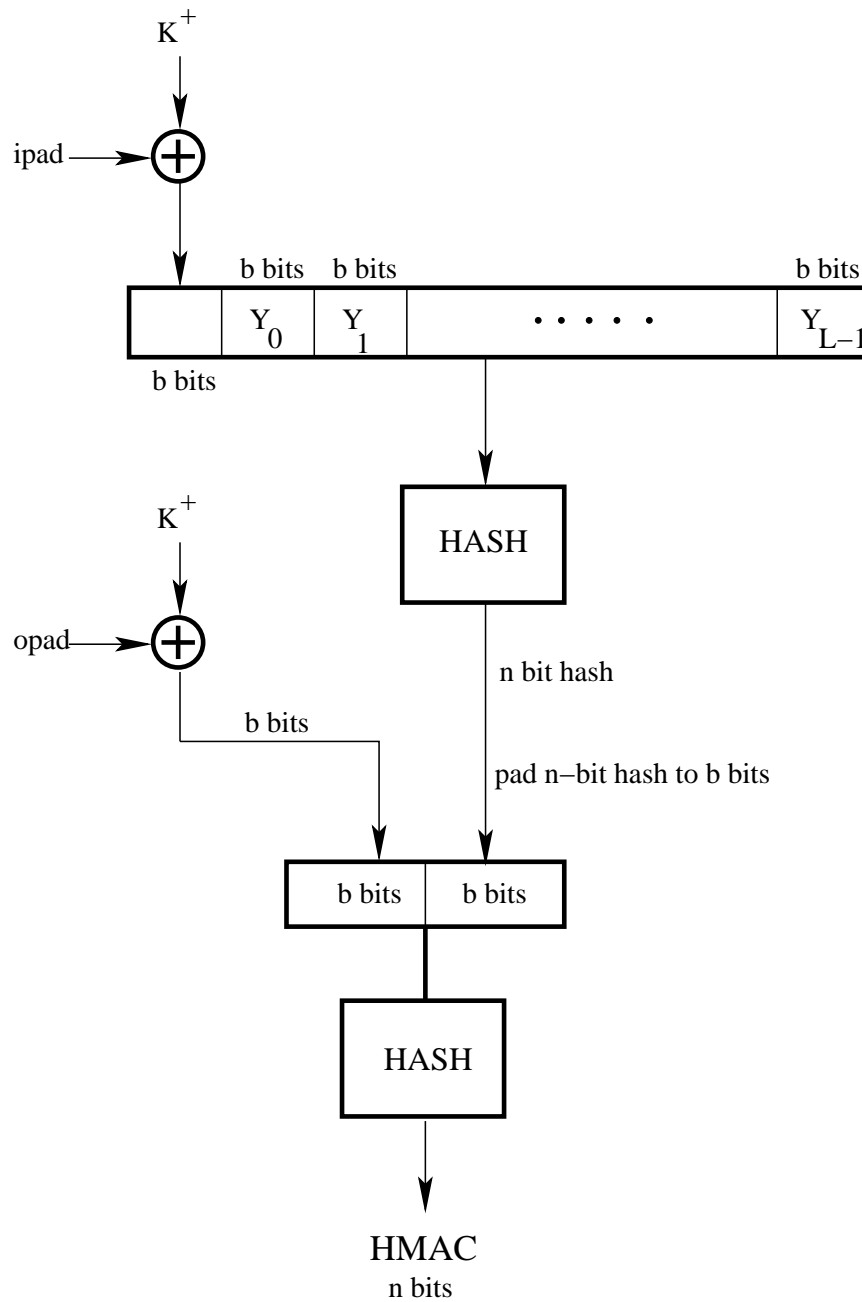 K+
ipad
b bits b bits b bits
Y0 Y1 ..... YL−1
b bits
HASH
K+
opad
n bit hash
b bits
pad n−bit hash to b bits
b bits b bits
HASH
HMAC
n bits